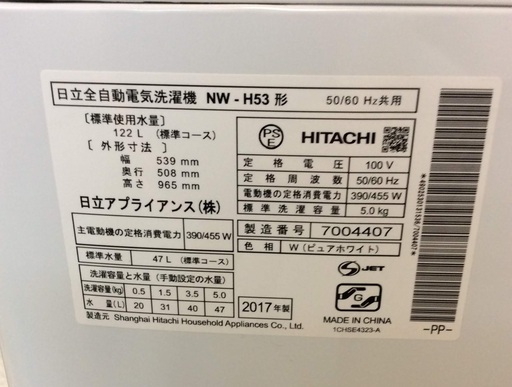 日立全自動電気洗濯機 NW - H53 形 50/60 Hz共用
〔標準使用水量〕
122 L (標準コース)
〔 外形寸法 〕
幅 539 mm
奥行 508 mm
高さ 965 mm
日立アプライアンス(株)
主電動機の定格消費電力 390/455 W
標準水量 47 L (標準コース)
洗濯容量と水量 (手動設定の水量)
洗濯容量(kg) 0.5 1.5 3.5 5.0
水 量(L) 20 31 40 47
製造元 Shanghai Hitachi Household Appliances Co., Ltd.
2017年製
PS
E
HITACHI
定格電圧 100 V
定格周波数 50/60 Hz
電動機の定格消費電力 390/455 W
標準洗濯容量 5.0 kg
製造番号 7004407
色相 W (ピュアホワイト)
S JET
G
MADE IN CHINA
1CHSE4323-A
-PP-